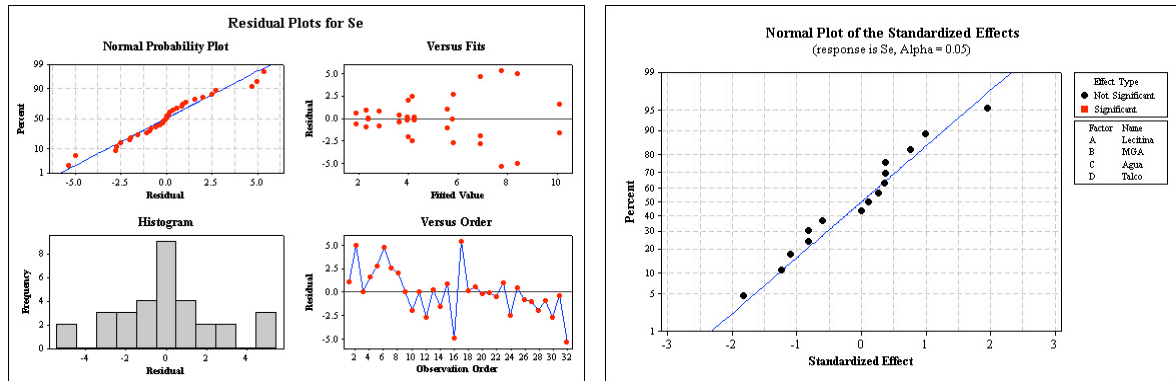 Residual Plots for Se
Normal Probability Plot
99
90
50
10
1
Percent
-5.0
-2.5
0.0
2.5
5.0
Residual
Versus Fits
5.0
2.5
0.0
-2.5
-5.0
Residual
2
4
6
8
10
Fitted Value
Histogram
8
6
4
2
0
Frequency
-4
-2
0
2
4
Residual
Versus Order
5.0
2.5
0.0
-2.5
-5.0
Residual
2 4 6 8 10 12 14 16 18 20 22 24 26 28 30 32
Observation Order
Normal Plot of the Standardized Effects
(response is Se, Alpha = 0.05)
99
95
90
80
70
60
50
40
30
20
10
5
1
Percent
-3
-2
-1
0
1
2
3
Standardized Effect
Effect Type
Not Significant
Significant
Factor Name
A Lecitina
B MGA
C Agua
D Talco